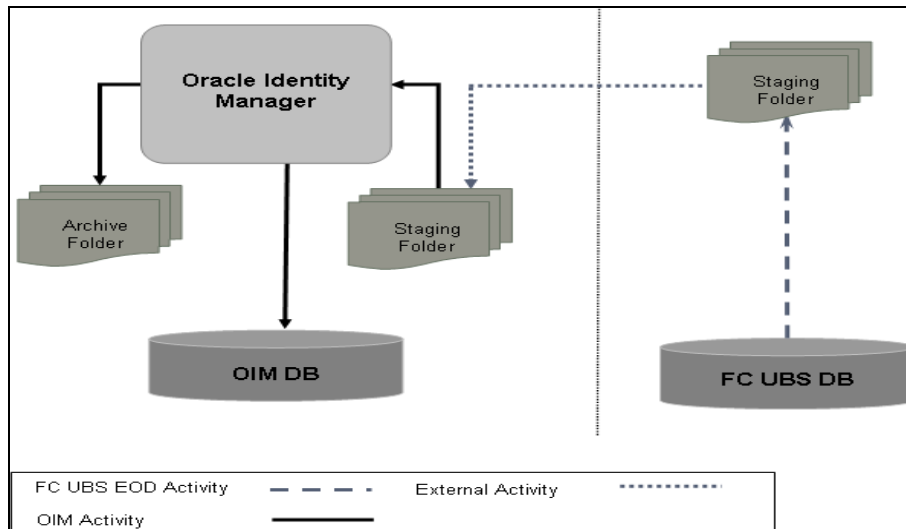 Oracle Identity
Manager
Staging
Folder
Archive
Folder
Staging
Folder
OIM DB
FC UBS DB
FC UBS EOD Activity
External Activity
OIM Activity